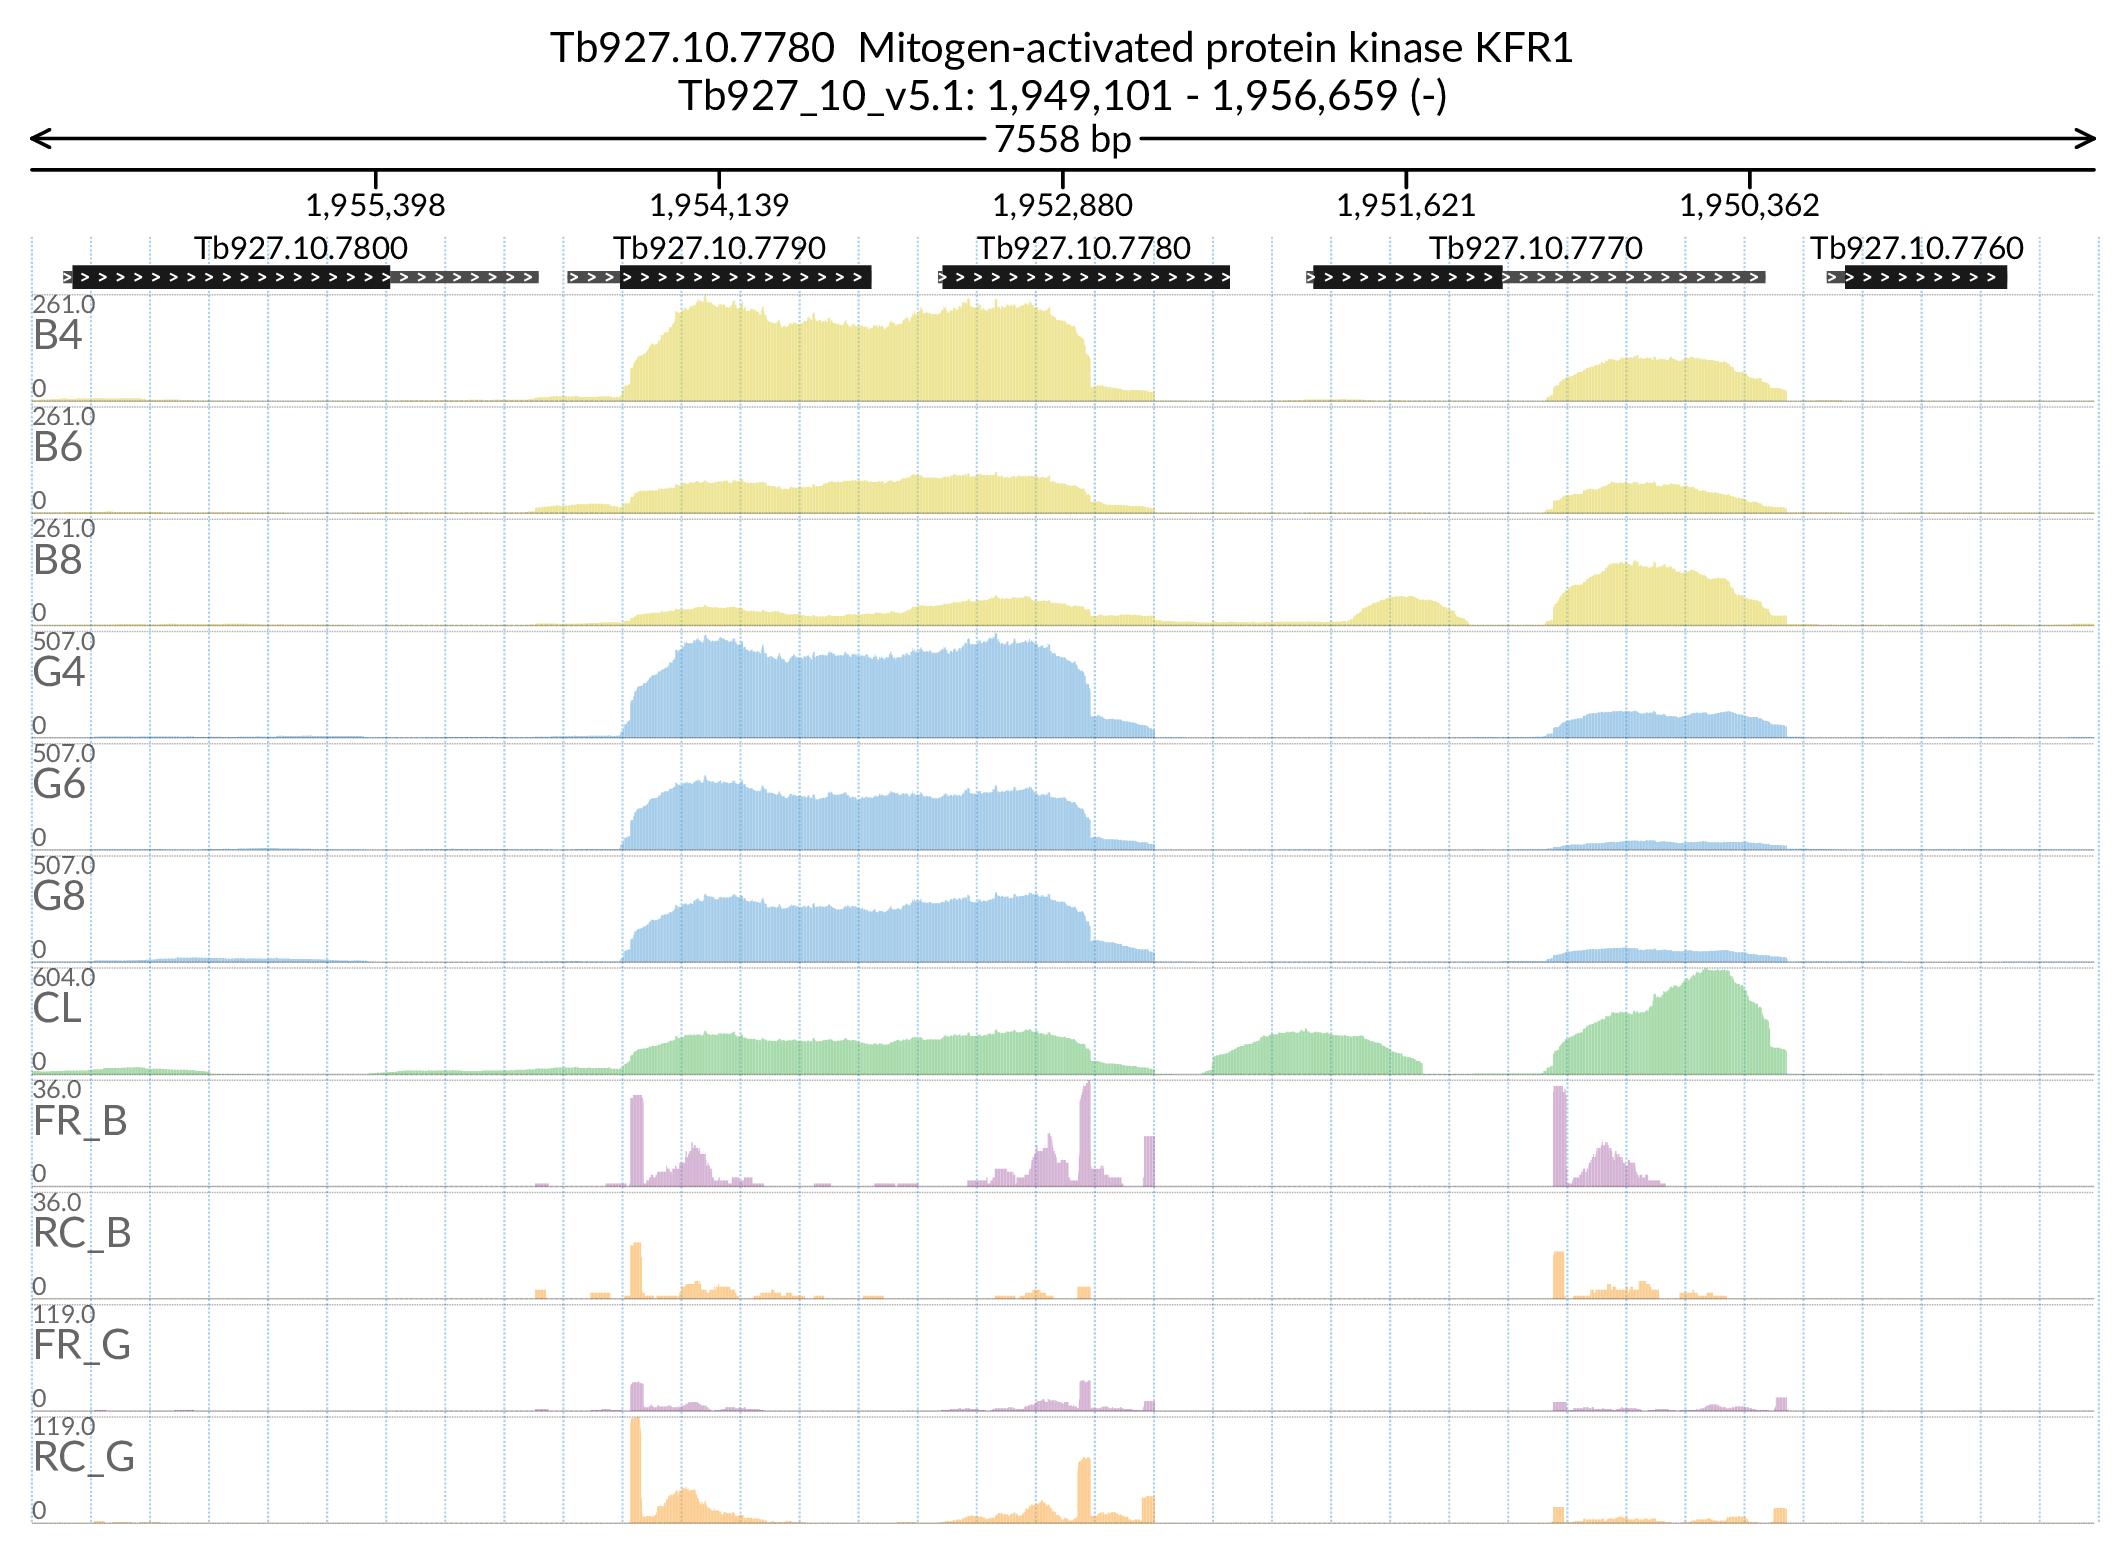 Tb927.10.7780  Mitogen-activated protein kinase KFR1
Tb927_10_v5.1: 1,949,101 - 1,956,659 (-)
7558 bp
1,955,398 1,954,139 1,952,880 1,951,621 1,950,362
Tb927.10.7800 Tb927.10.7790 Tb927.10.7780 Tb927.10.7770 Tb927.10.7760
261.0
B4
0
261.0
B6
0
261.0
B8
0
507.0
G4
0
507.0
G6
0
507.0
G8
0
604.0
CL
0
36.0
FR_B
0
36.0
RC_B
0
119.0
FR_G
0
119.0
RC_G
0